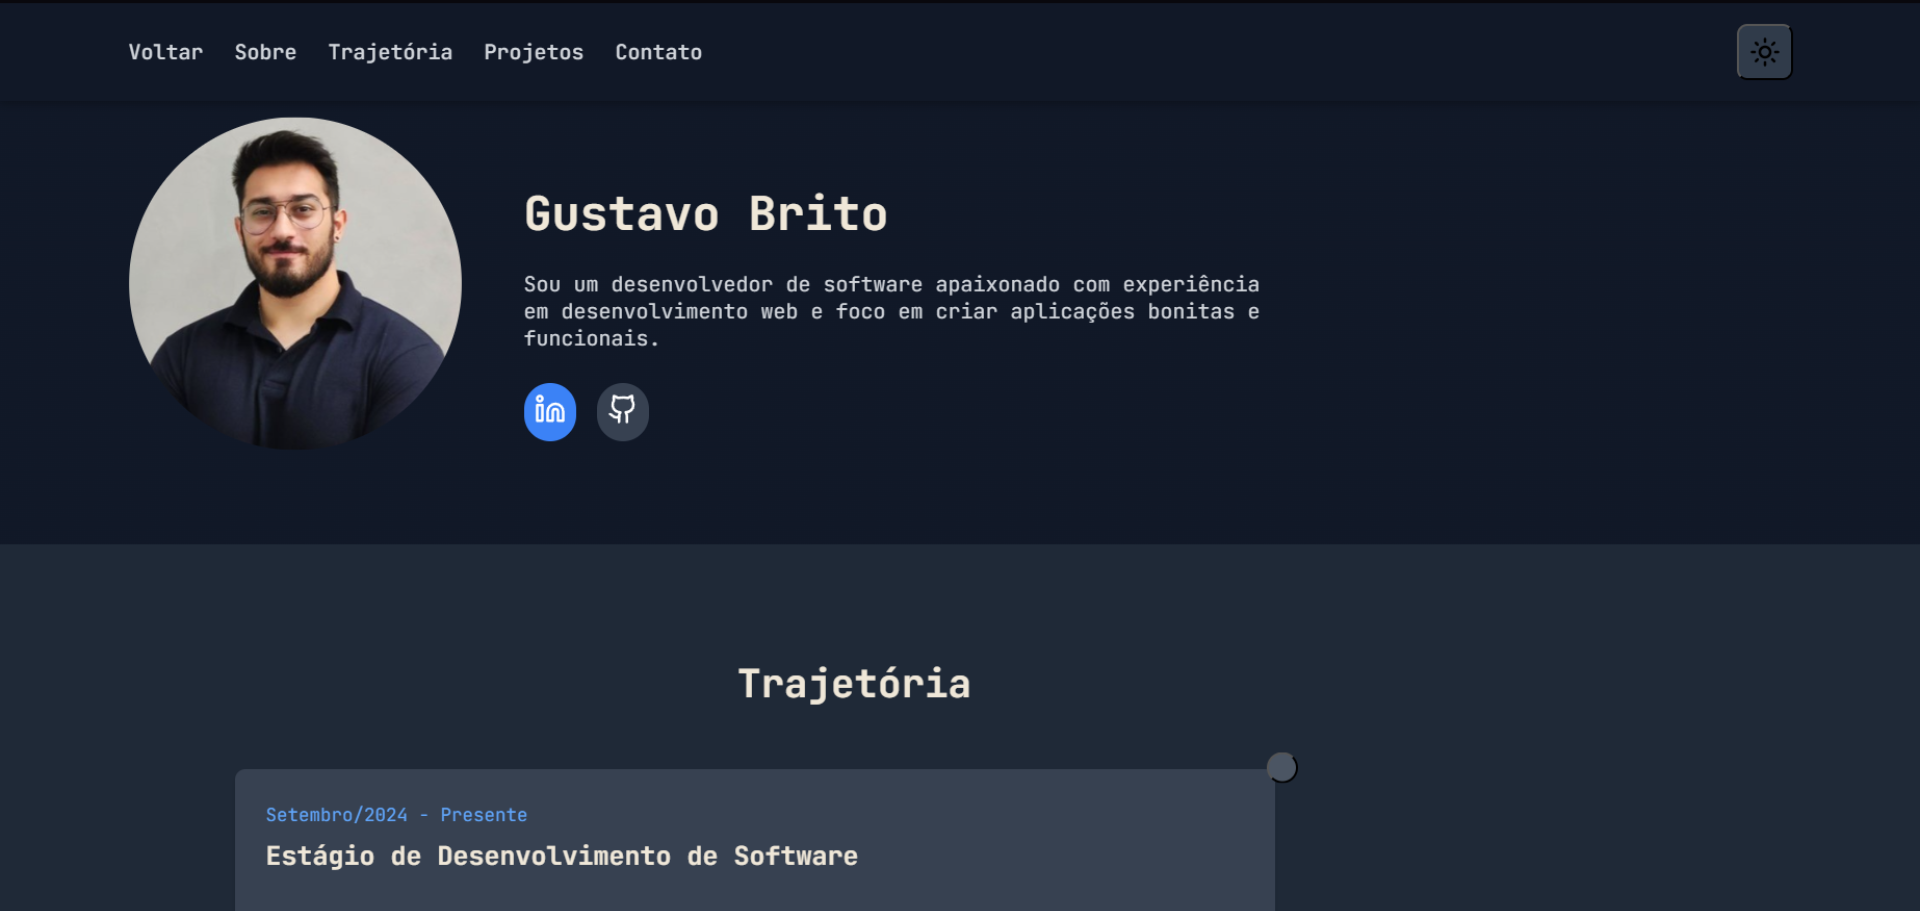 Voltar Sobre Trajetória Projetos Contato
Gustavo Brito
Sou um desenvolvedor de software apaixonado com experiência
em desenvolvimento web e foco em criar aplicações bonitas e
funcionais.
Trajetória
Setembro/2024 - Presente
Estágio de Desenvolvimento de Software